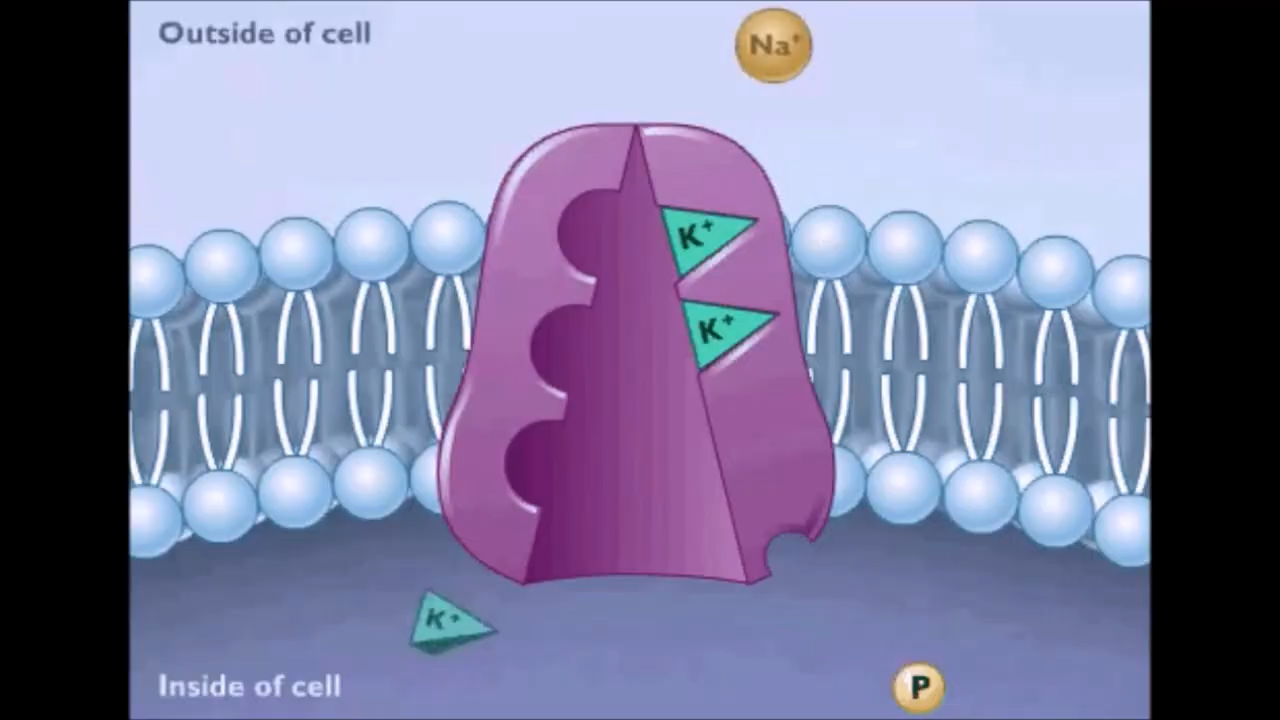 Outside of cell
Na⁺
K⁺
K⁺
K⁺
Inside of cell
P